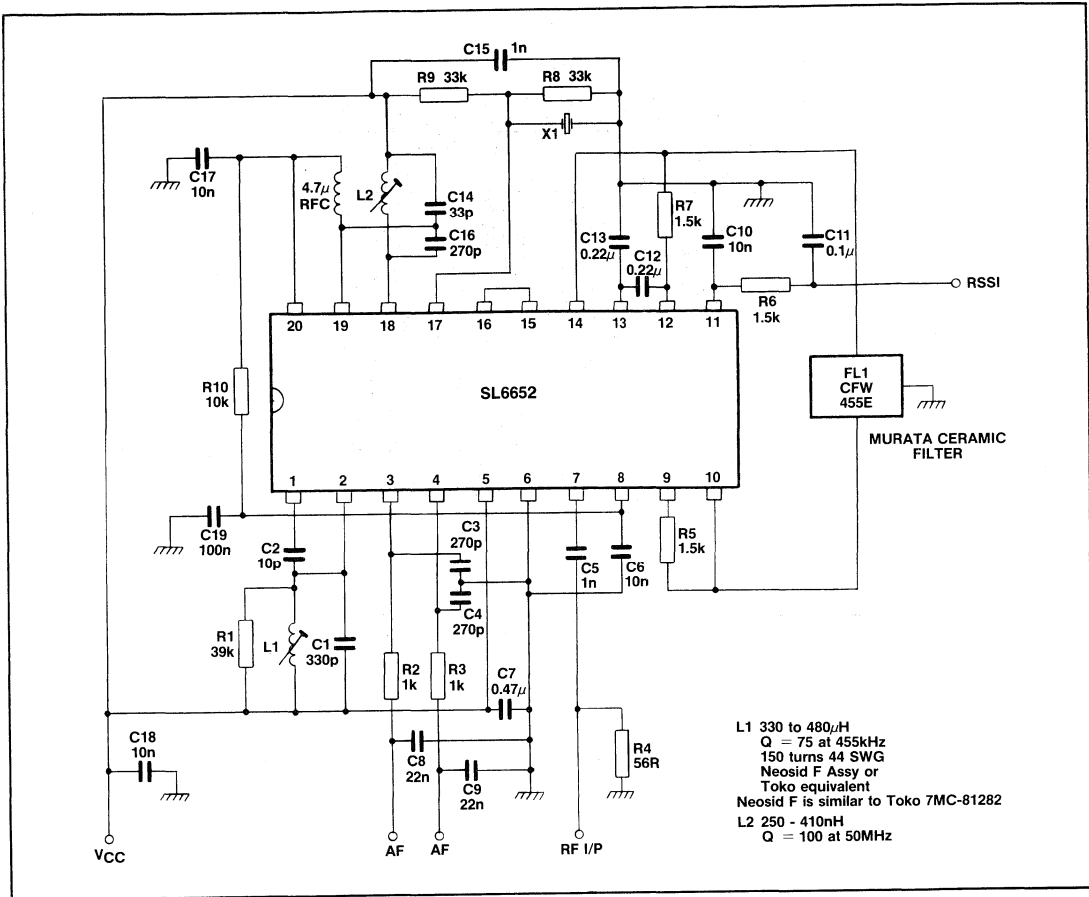 C15 1n
R9 33k
R8 33k
X1
C17
10n
4.7μ
RFC
L2
C14
33p
C16
270p
R7
1.5k
C13
0.22μ
C12
0.22μ
C10
10n
C11
0.1μ
R6
1.5k
RSSI
20 19 18 17 16 15 14 13 12 11
R10
10k
SL6652
FL1
CFW
455E
MURATA CERAMIC
FILTER
1 2 3 4 5 6 7 8 9 10
C19
100n
C2
10p
C3
270p
C4
270p
C5
1n
C6
10n
R5
1.5k
R1
39k
L1
C1
330p
R2
1k
R3
1k
C7
0.47μ
C18
10n
C8
22n
C9
22n
R4
56R
L1 330 to 480μH
Q = 75 at 455kHz
150 turns 44 SWG
Neosid F Assy or
Toko equivalent
Neosid F is similar to Toko 7MC-81282
L2 250 - 410nH
Q = 100 at 50MHz
VCC
AF
AF
RF I/P